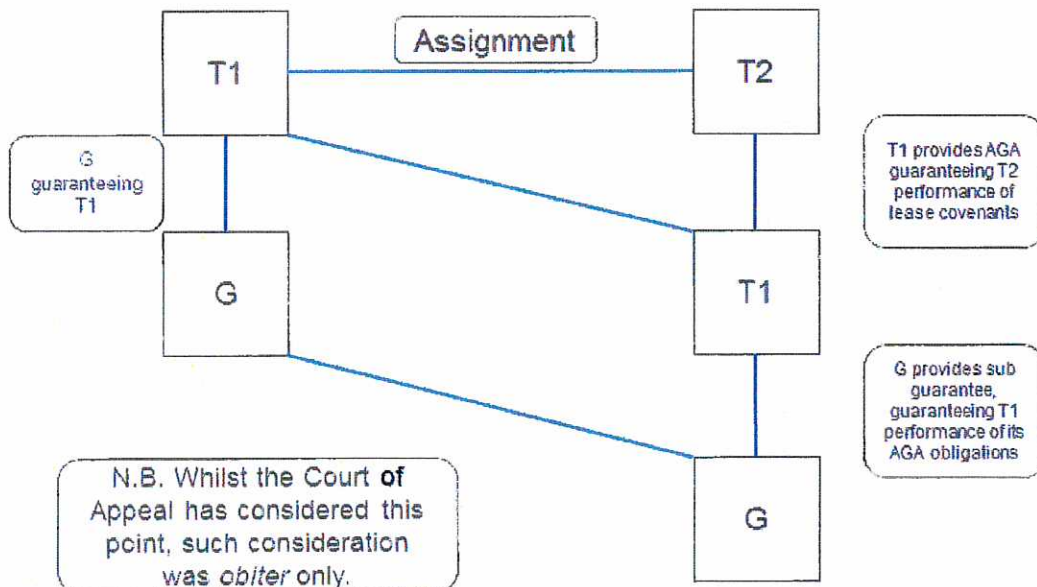 Assignment
T1
T2
G
guaranteeing
T1
T1 provides AGA
guaranteeing T2
performance of
lease covenants
G
T1
G provides sub
guarantee,
guaranteeing T1
performance of its
AGA obligations
N.B. Whilst the Court of
Appeal has considered this
point, such consideration
was obiter only.
G